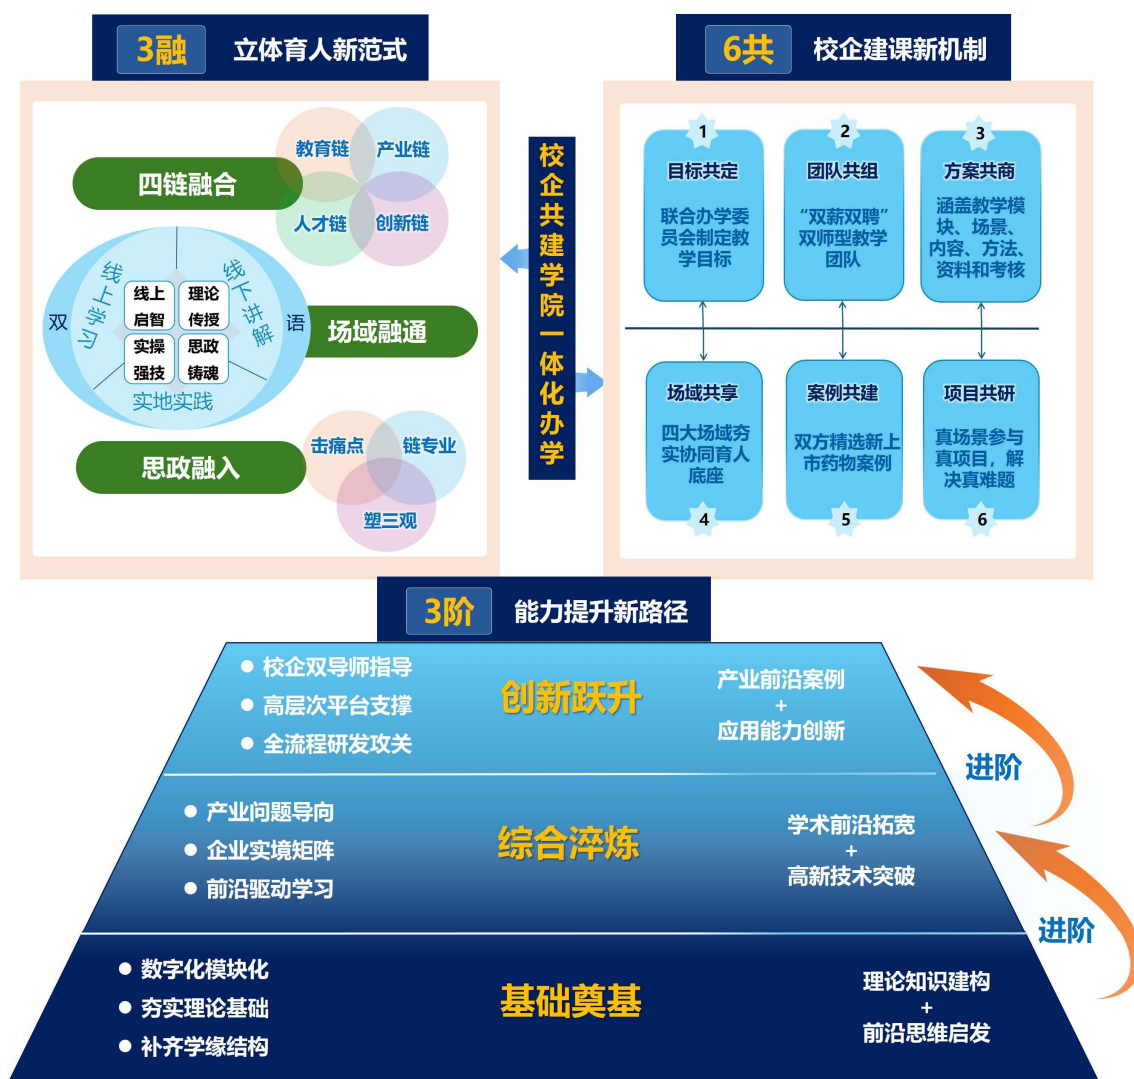 3融 立体育人新范式
四链融合
教育链
产业链
人才链
创新链
双
语
线上学习
线下讲解
实地实践
线上
启智
理论
传授
实操
强技
思政
铸魂
场域融通
思政融入
击痛点
链专业
塑三观
校企共建学院一体化办学
6共 校企建课新机制
1
目标共定
联合办学委
员会制定教
学目标
2
团队共组
“双薪双聘”
双师型教学
团队
3
方案共商
涵盖教学模
块、场景、
内容、方法、
资料和考核
场域共享
四大场域夯
实协同育人
底座
4
案例共建
双方精选新上
市药物案例
5
项目共研
真场景参与
真项目，解
决真难题
6
3阶 能力提升新路径
校企双导师指导
高层次平台支撑
全流程研发攻关
创新跃升
产业前沿案例
+
应用能力创新
进阶
产业问题导向
企业实境矩阵
前沿驱动学习
综合淬炼
学术前沿拓宽
+
高新技术突破
进阶
数字化模块化
夯实理论基础
补齐学缘结构
基础奠基
理论知识建构
+
前沿思维启发